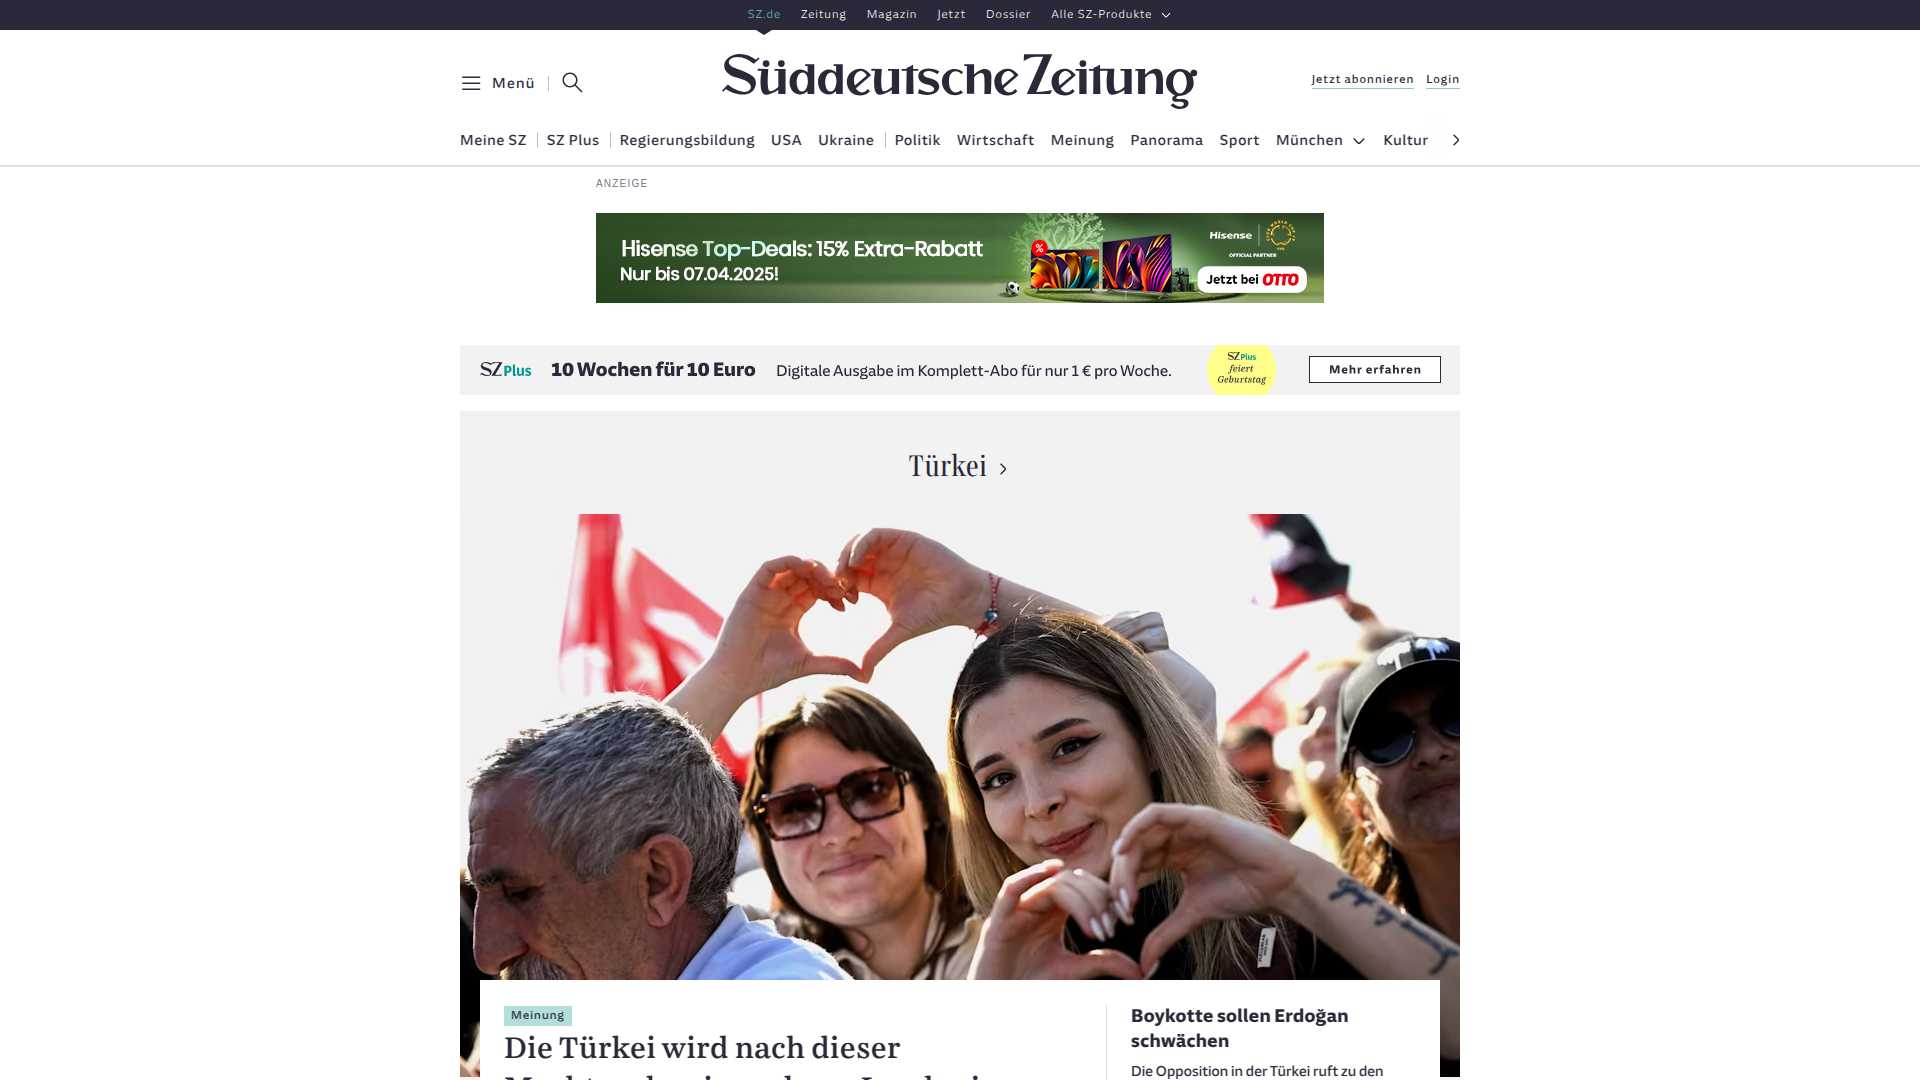 SZ.de Zeitung Magazin Jetzt Dossier Alle SZ-Produkte
Menü
Süddeutsche Zeitung
Jetzt abonnieren Login
Meine SZ SZ Plus Regierungsbildung USA Ukraine Politik Wirtschaft Meinung Panorama Sport München Kultur
ANZEIGE
Hisense Top-Deals: 15% Extra-Rabatt
Nur bis 07.04.2025!
%
Hisense
OFFICIAL PARTNER
Jetzt bei OTTO
SZ Plus 10 Wochen für 10 Euro Digitale Ausgabe im Komplett-Abo für nur 1 € pro Woche.
SZ Plus
feiert
Geburtstag
Mehr erfahren
Türkei
Meinung
Die Türkei wird nach dieser
Boykotte sollen Erdoğan
schwächen
Die Opposition in der Türkei ruft zu den